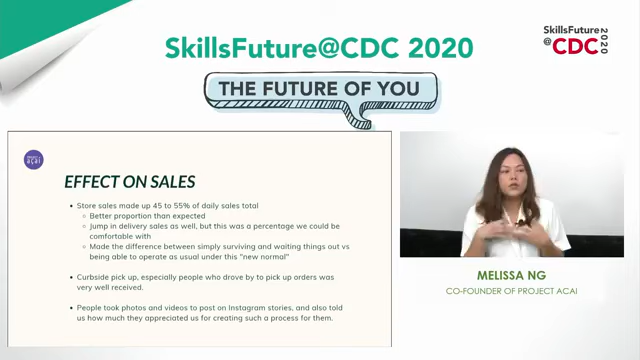 SkillsFuture@CDC 2020
THE FUTURE OF YOU
SkillsFuture
@CDC 2020
açaí
EFFECT ON SALES
Store sales made up 45 to 55% of daily sales total
Better proportion than expected
Jump in delivery sales as well, but this was a percentage we could be
comfortable with
Made the difference between simply surviving and waiting things out vs
being able to operate as usual under this "new normal"
Curbside pick up, especially people who drove by to pick up orders was
very well received.
People took photos and videos to post on Instagram stories, and also told
us how much they appreciated us for creating such a process for them.
MELISSA NG
CO-FOUNDER OF PROJECT ACAI